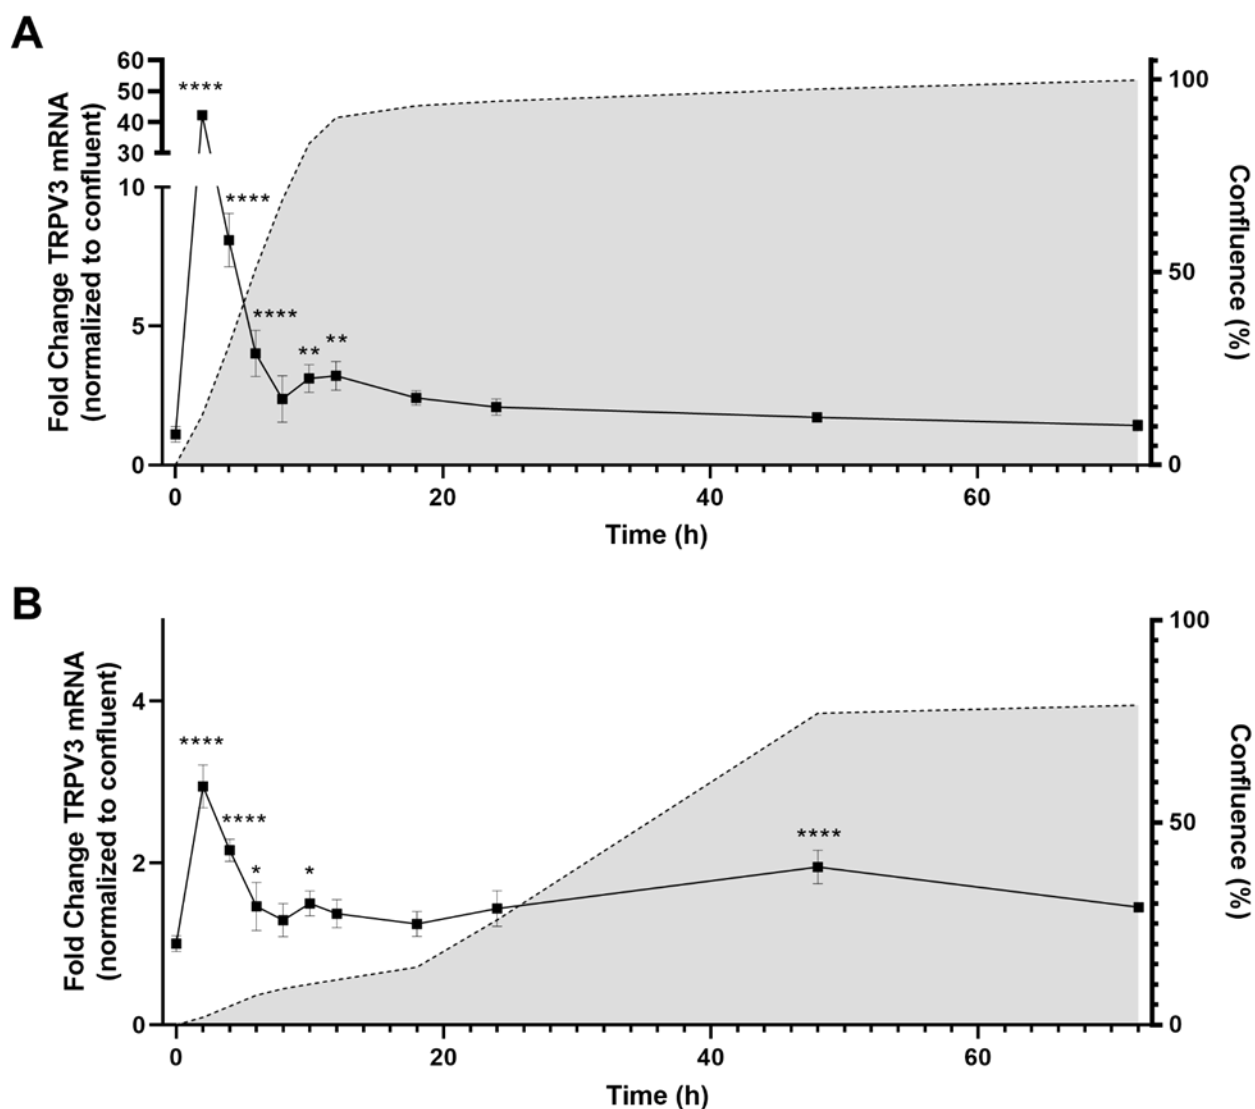 A
Fold Change TRPV3 mRNA
(normalized to confluent)
60
50
40
30
10
5
0
****
****
****
**
**
100
50
0
Confluence (%)
0 20 40 60
Time (h)
B
Fold Change TRPV3 mRNA
(normalized to confluent)
4
2
0
****
****
*
*
****
100
50
0
Confluence (%)
0 20 40 60
Time (h)